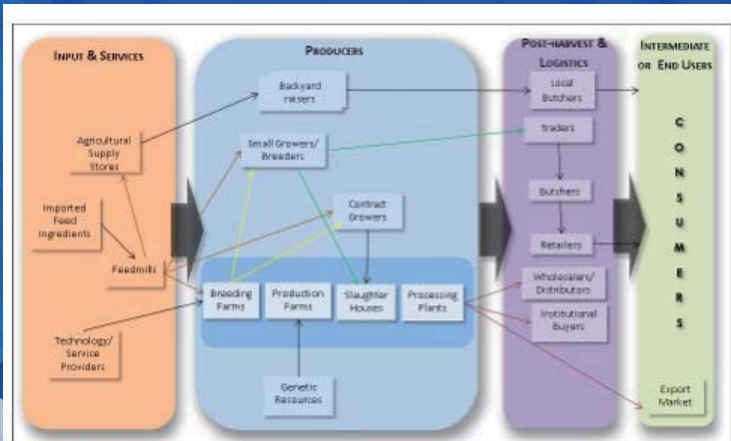 INPUT & SERVICES
Agricultural
Supply
Stores
Imported
Feed
Ingredients
Feedmills
Technology/
Service
Providers
PRODUCERS
Backyard
raisers
Small Growers/
Breeders
Contract
Growers
Breeding
Farms
Production
Farms
Slaughter
Houses
Processing
Plants
Genetic
Resources
POST-HARVEST &
LOGISTICS
Local
Butchers
traders
Butchers
Retailers
Wholesalers/
Distributors
Institutional
Buyers
INTERMEDIATE
OR END USERS
C
O
N
S
U
M
E
R
S
Export
Market